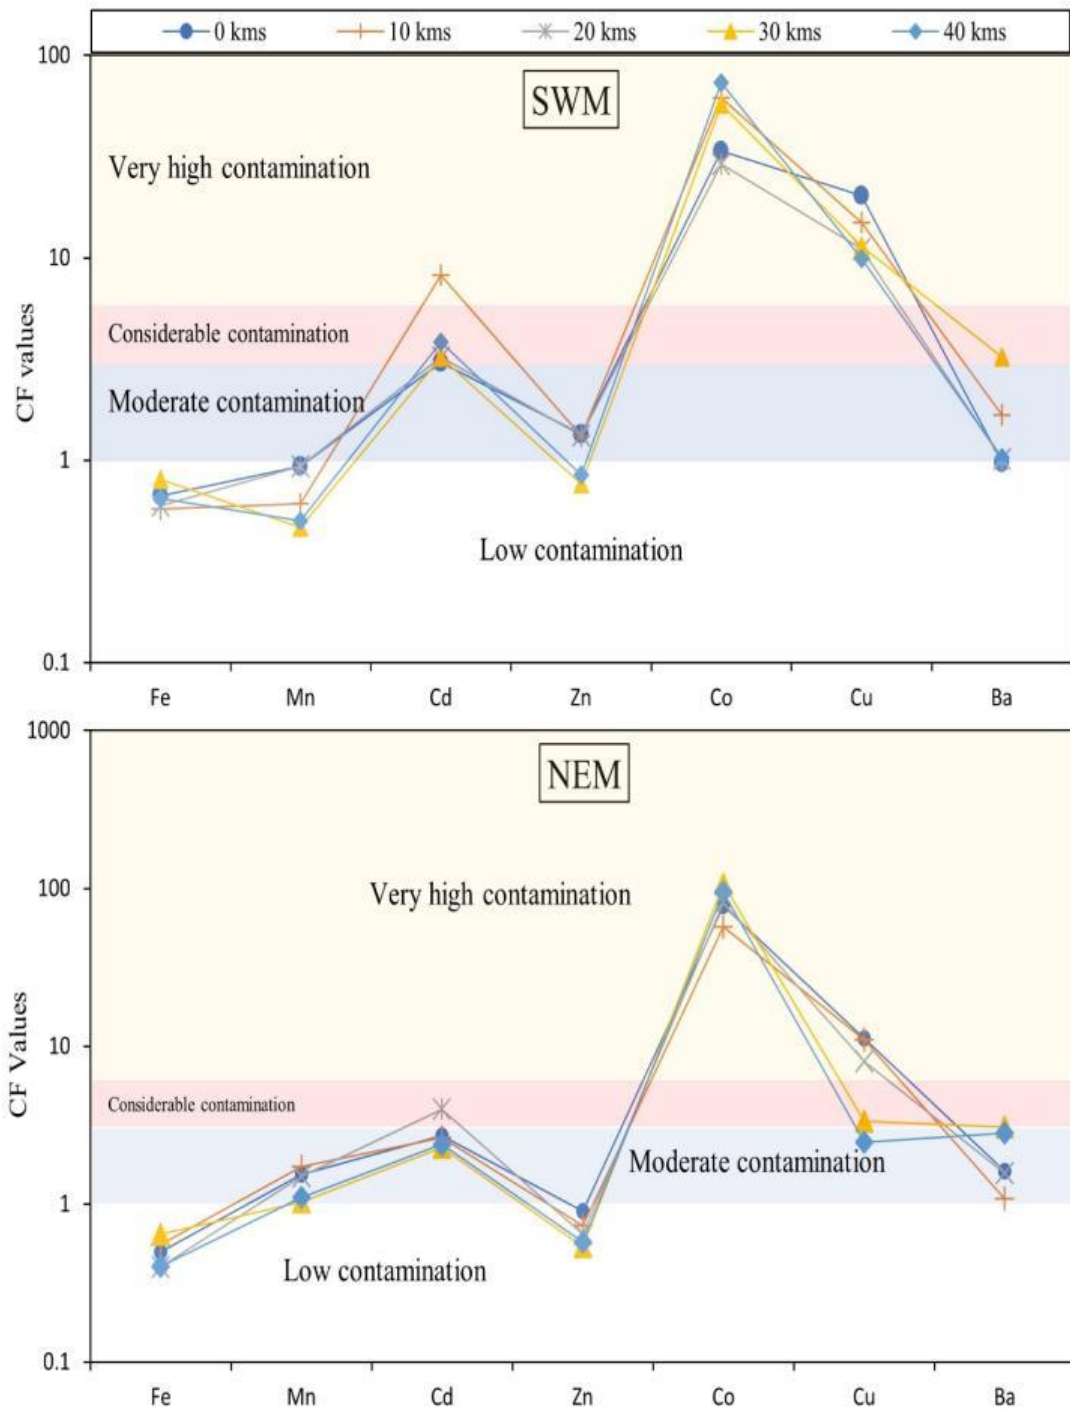 0 kms 10 kms 20 kms 30 kms 40 kms
100
SWM
Very high contamination
10
Considerable contamination
Moderate contamination
CF values
1
Low contamination
0.1
Fe Mn Cd Zn Co Cu Ba
1000
NEM
100
Very high contamination
10
CF Values
Considerable contamination
Moderate contamination
1
Low contamination
0.1
Fe Mn Cd Zn Co Cu Ba